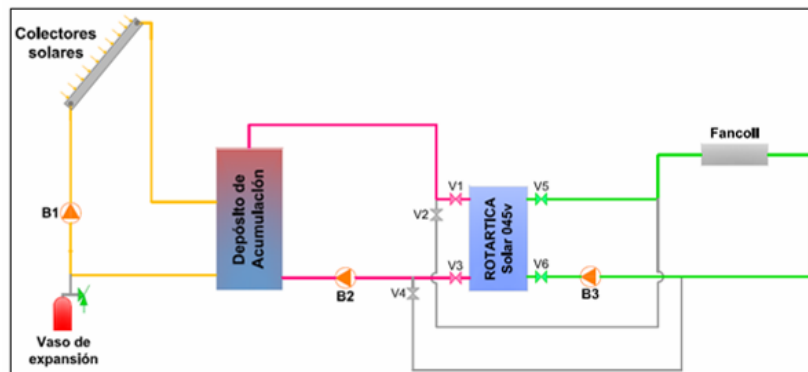 Colectores
solares
B1
Vaso de
expansión
Depósito de
Acumulación
B2
V1
V2
V3
V4
ROTARTICA
Solar 045v
V5
V6
B3
Fancoil